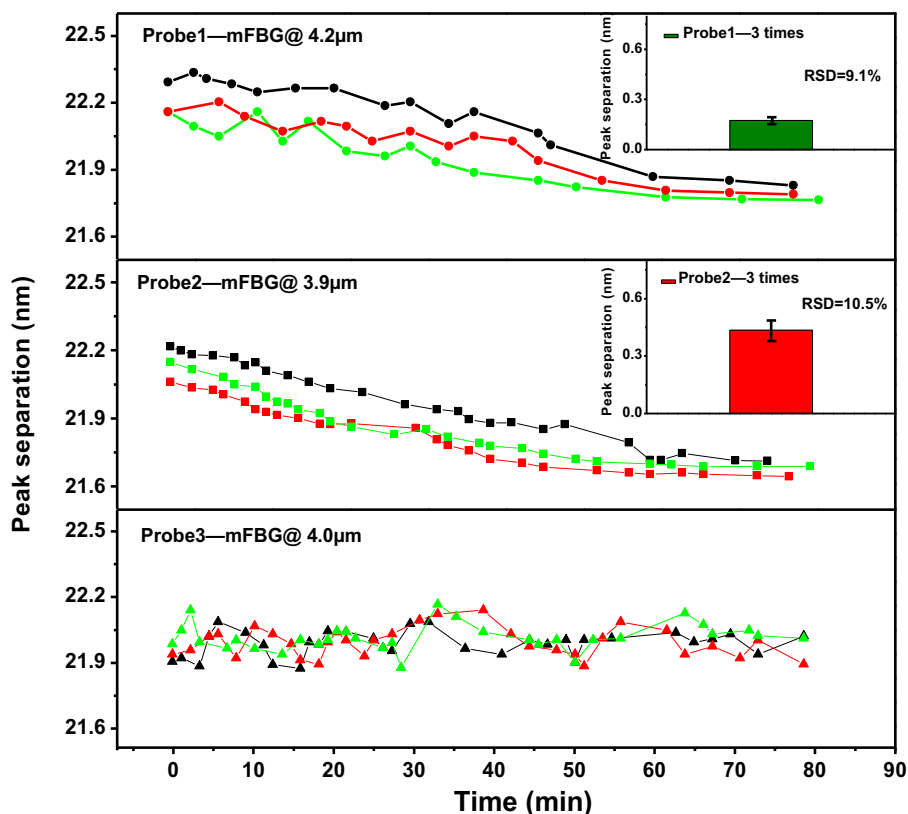 Peak separation (nm)
22.5
22.2
21.9
21.6
Probe1—mFBG@ 4.2μm
Peak separation (nm)
0.6
0.3
0.0
Probe1—3 times
RSD=9.1%
22.5
22.2
21.9
21.6
Probe2—mFBG@ 3.9μm
Peak separation (nm)
0.6
0.3
0.0
Probe2—3 times
RSD=10.5%
22.5
22.2
21.9
21.6
Probe3—mFBG@ 4.0μm
0 10 20 30 40 50 60 70 80 90
Time (min)